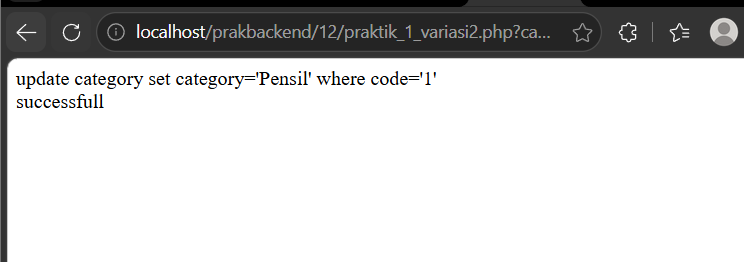 localhost/prakbackend/12/praktik_1_variasi2.php?ca...
update category set category='Pensil' where code='1'
successfull